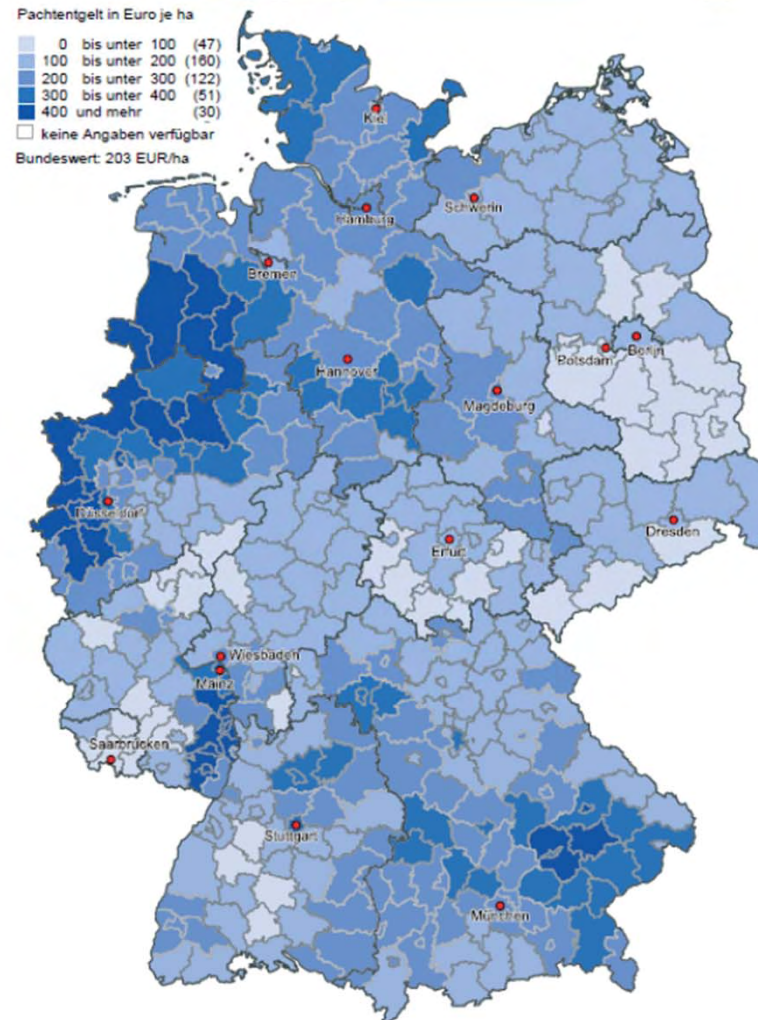 Pachtentgelt in Euro je ha
0 bis unter 100 (47)
100 bis unter 200 (160)
200 bis unter 300 (122)
300 bis unter 400 (51)
400 und mehr (30)
keine Angaben verfügbar
Bundeswert: 203 EUR/ha
Kiel
Schwerin
Hamburg
Bremen
Berlin
Potsdam
Hannover
Magdeburg
Düsseldorf
Dresden
Erfurt
Wiesbaden
Mainz
Saarbrücken
Stuttgart
München